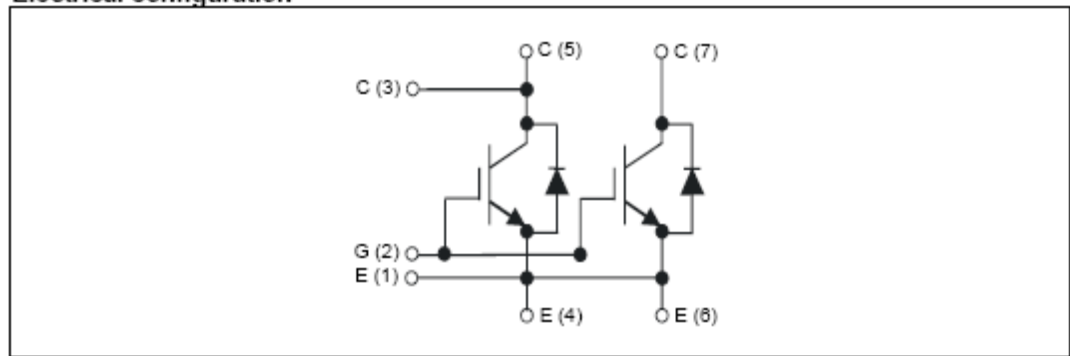 Electrical configuration
C (5)
C (7)
C (3)
G (2)
E (1)
E (4)
E (6)